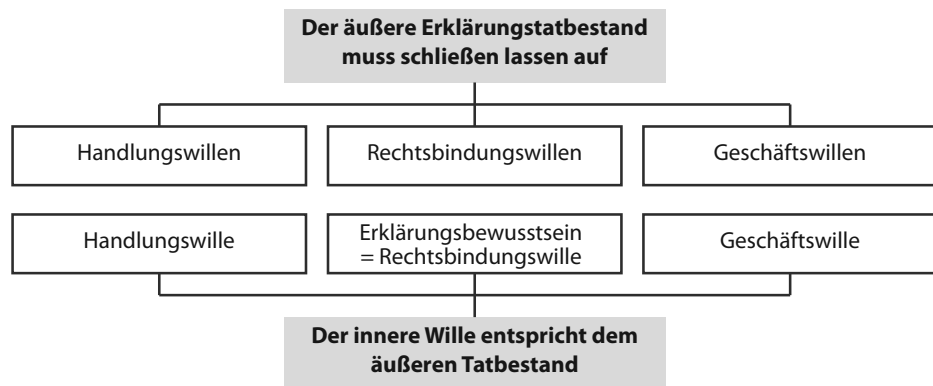 Der äußere Erklärungstatbestand
muss schließen lassen auf
Handlungswillen
Rechtsbindungswillen
Geschäftswillen
Handlungswille
Erklärungsbewusstsein
= Rechtsbindungswille
Geschäftswille
Der innere Wille entspricht dem
äußeren Tatbestand